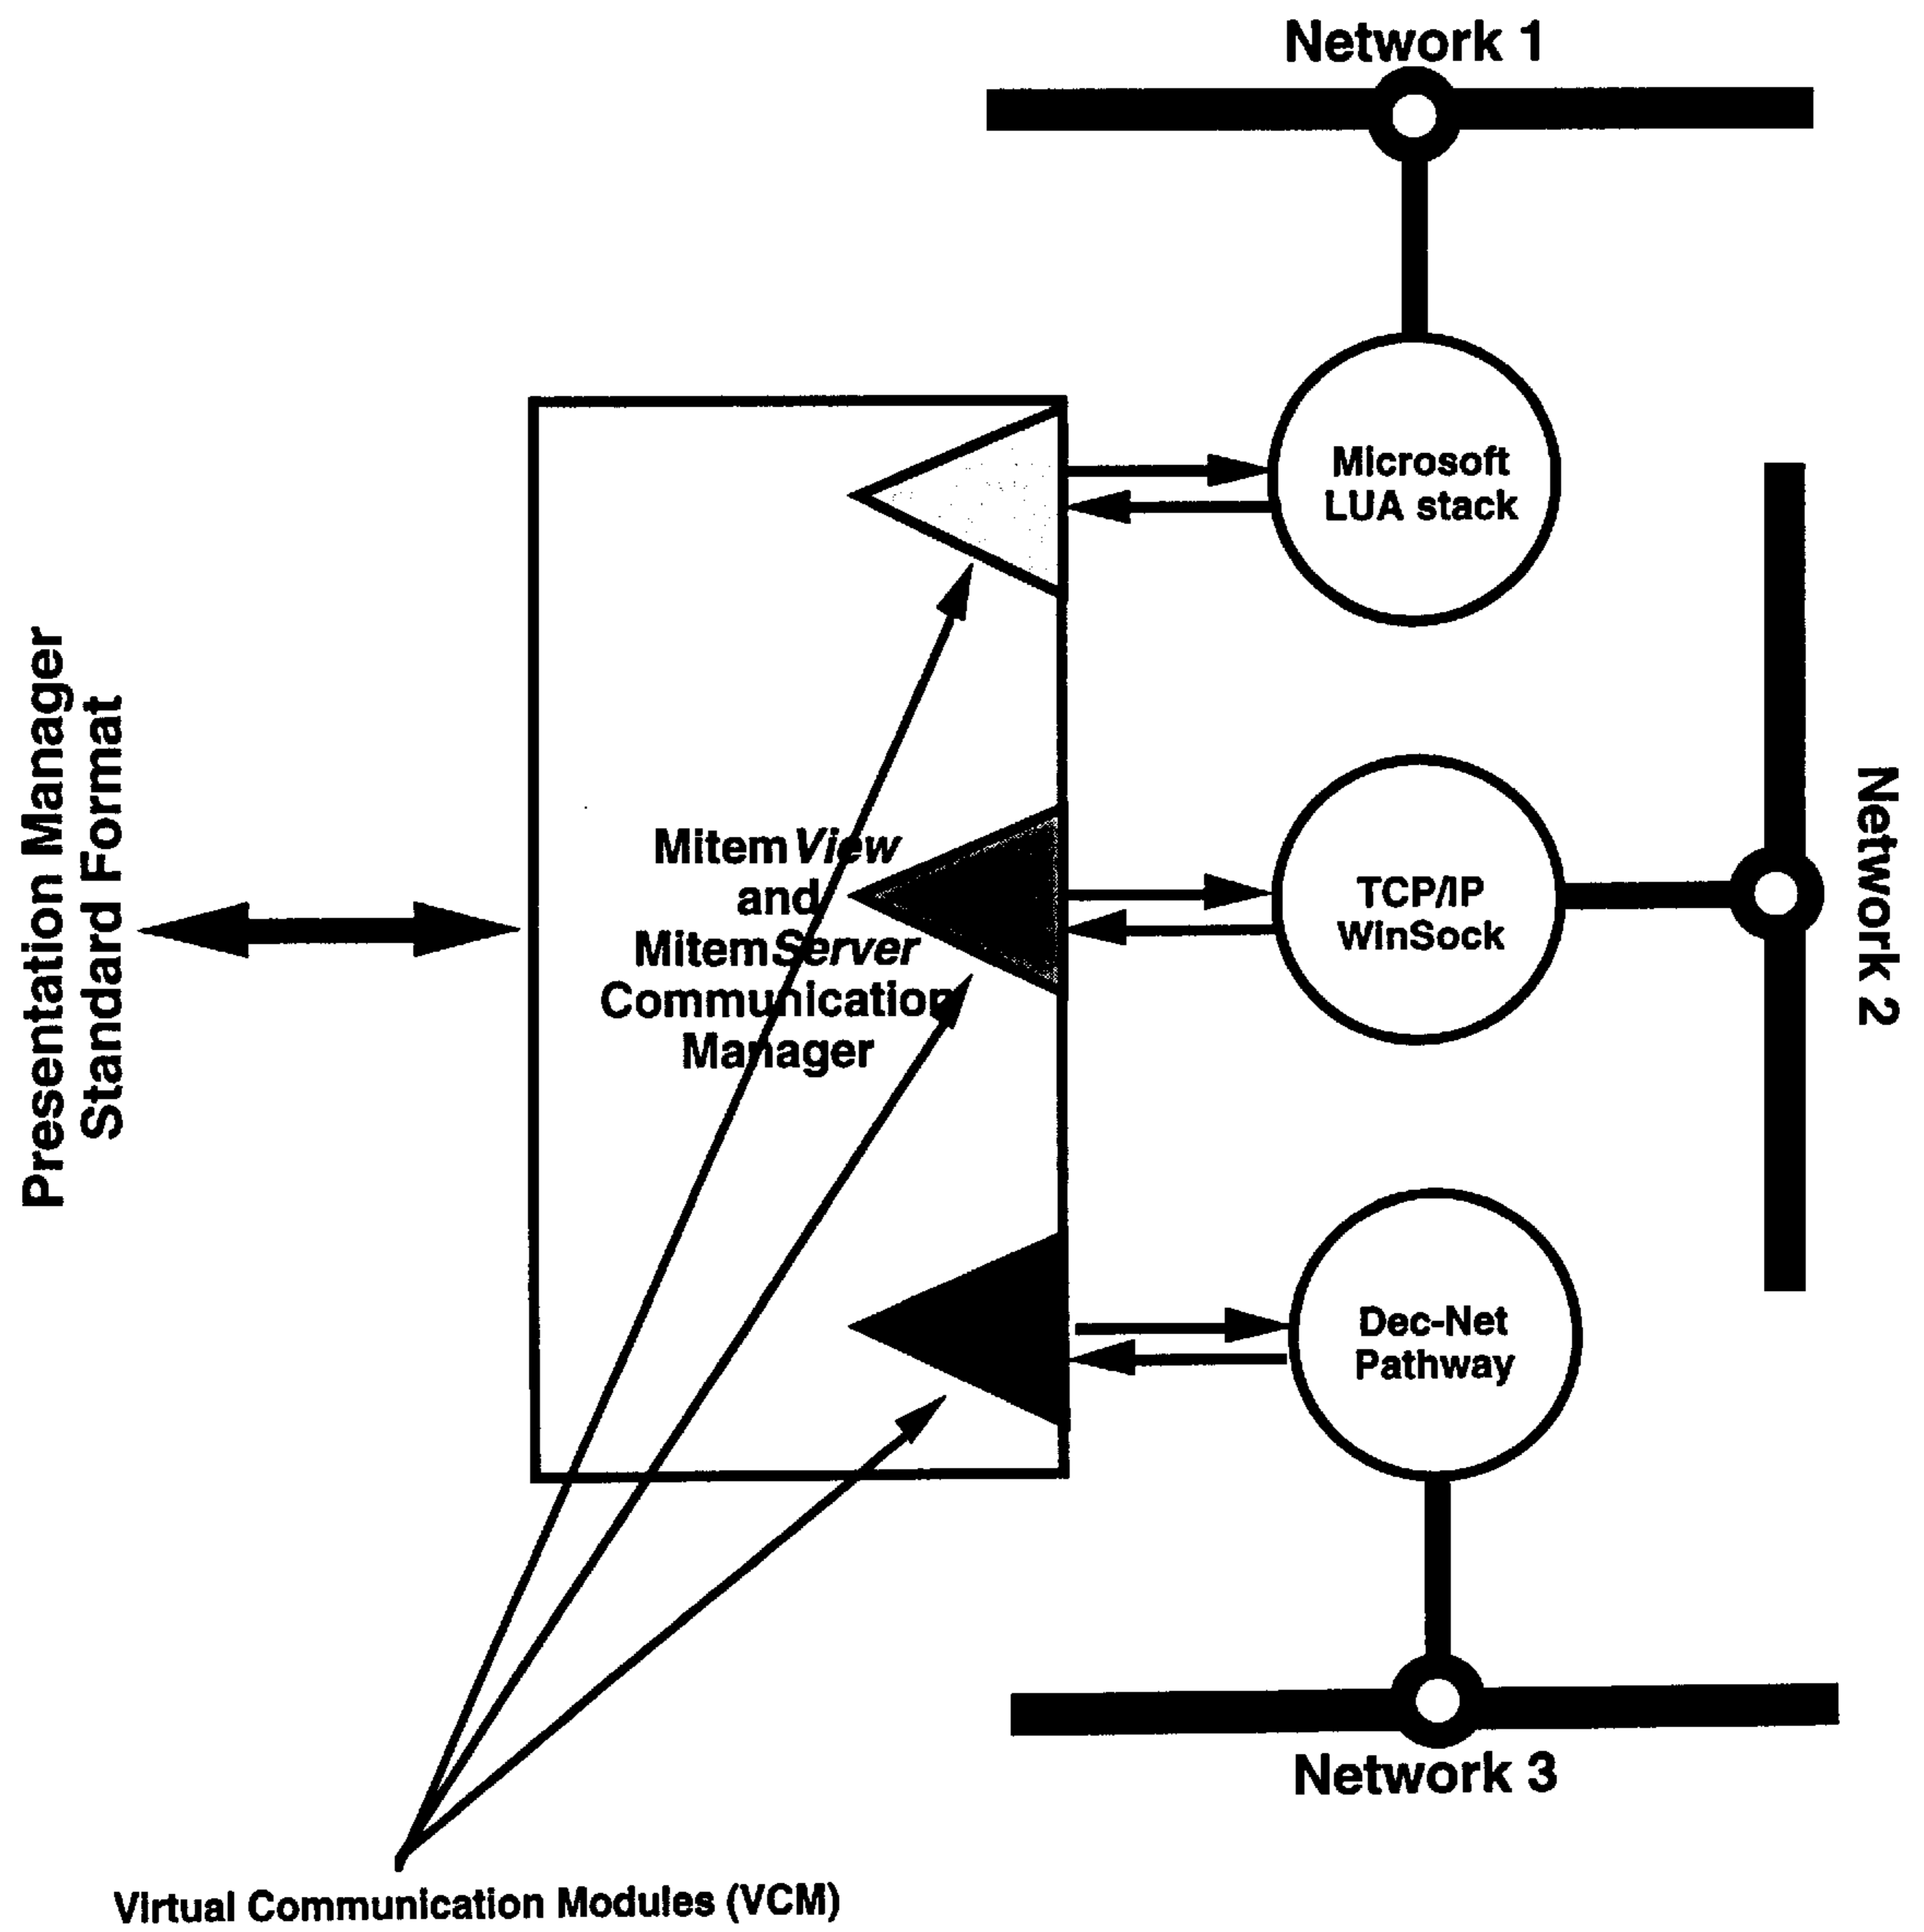 Network 1
Microsoft
LUA stack
Presentation Manager
Standard Format
MitemView
and
MitemServer
Communication
Manager
TCP/IP
WinSock
Network 2
Dec-Net
Pathway
Network 3
Virtual Communication Modules (VCM)